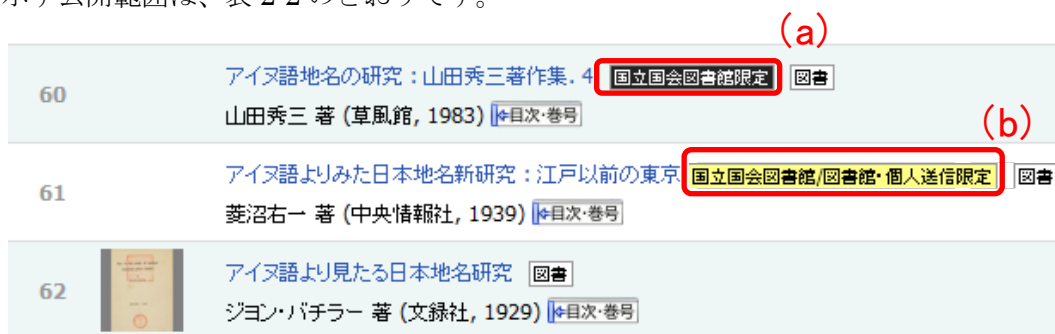 示す公開範囲は、表2-2のとおりです。
(a)
60
アイヌ語地名の研究：山田秀三著作集. 4 国立国会図書館限定 図書
山田秀三 著 (草風館, 1983) 目次・巻号
(b)
61
アイヌ語よりみた日本地名新研究：江戸以前の東京 国立国会図書館/図書館・個人送信限定 図書
菱沼右一 著 (中央情報社, 1939) 目次・巻号
62
アイヌ語より見たる日本地名研究 図書
ジョン・バチラー 著 (文録社, 1929) 目次・巻号